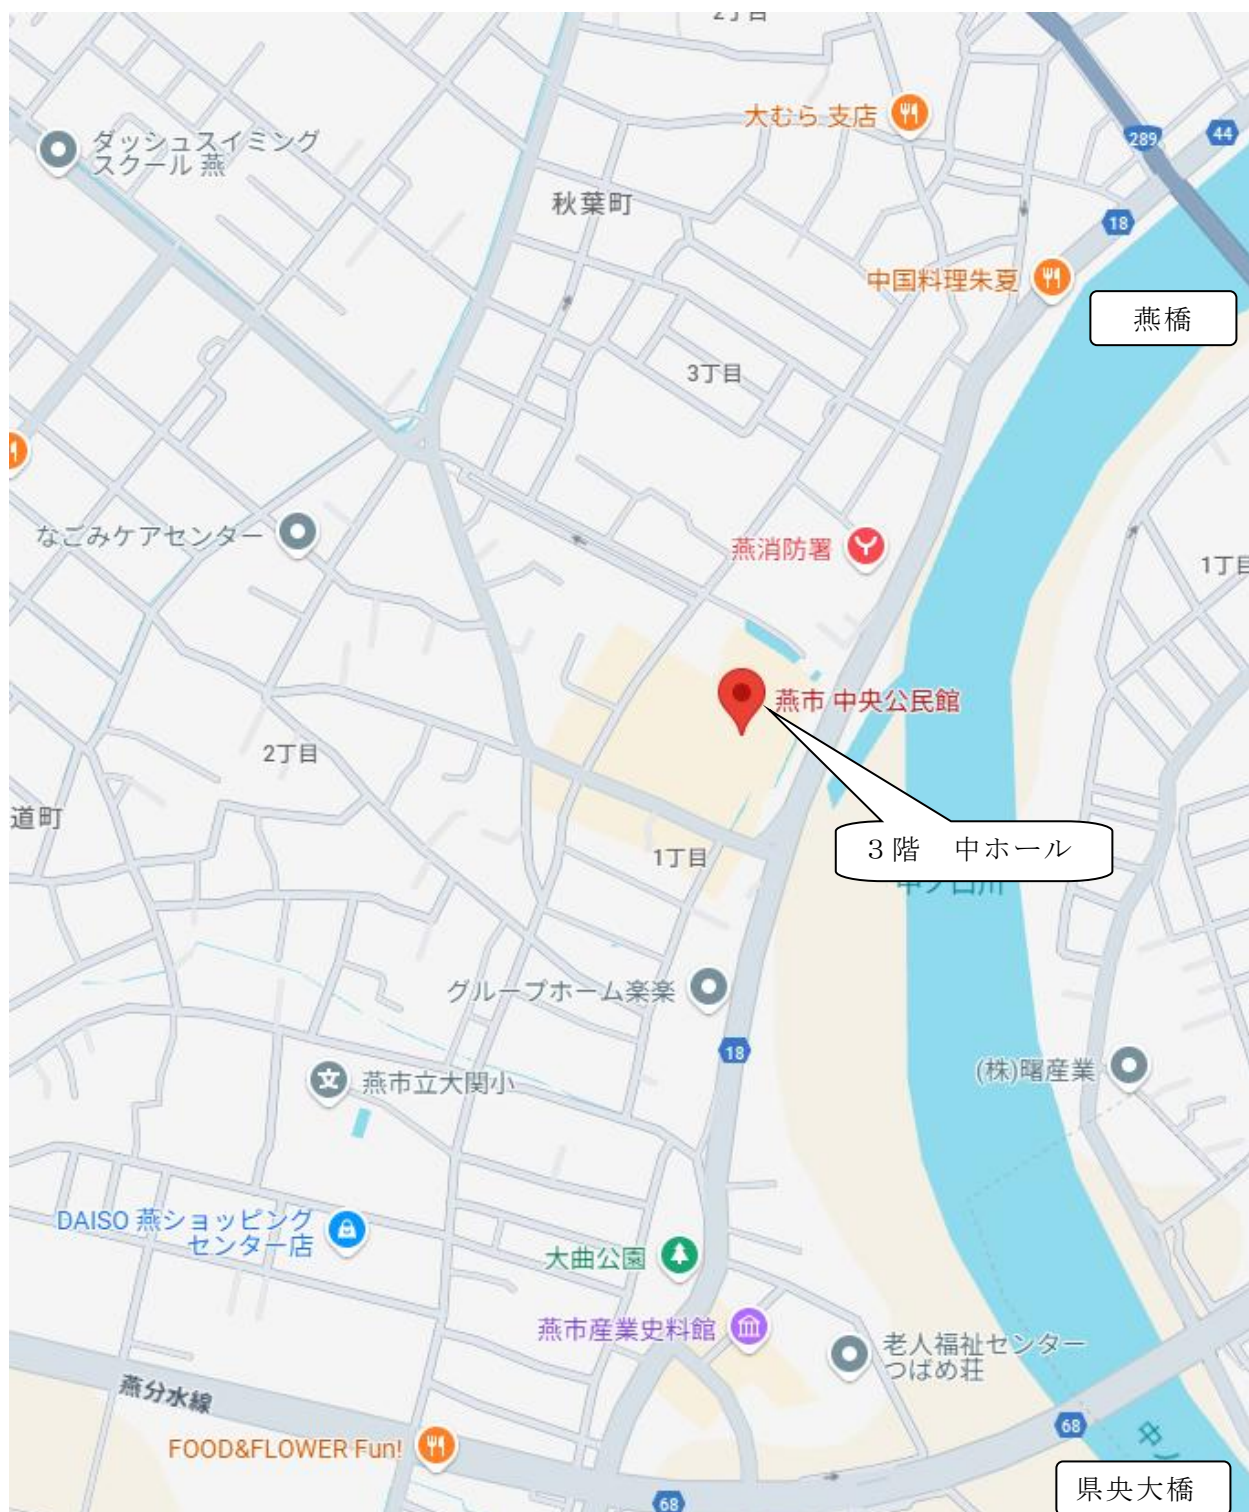 2丁目
大むら 支店
ダッシュスイミング
スクール 燕
289
44
秋葉町
18
中国料理朱夏
燕橋
3丁目
なごみケアセンター
燕消防署
1丁目
燕市 中央公民館
2丁目
道町
3階 中ホール
1丁目
中ノ口川
グループホーム楽楽
18
(株)曙産業
文
燕市立大関小
DAISO 燕ショッピング
センター店
大曲公園
燕市産業史料館
老人福祉センター
つばめ荘
燕分水線
68
FOOD&FLOWER Fun!
県央大橋
68